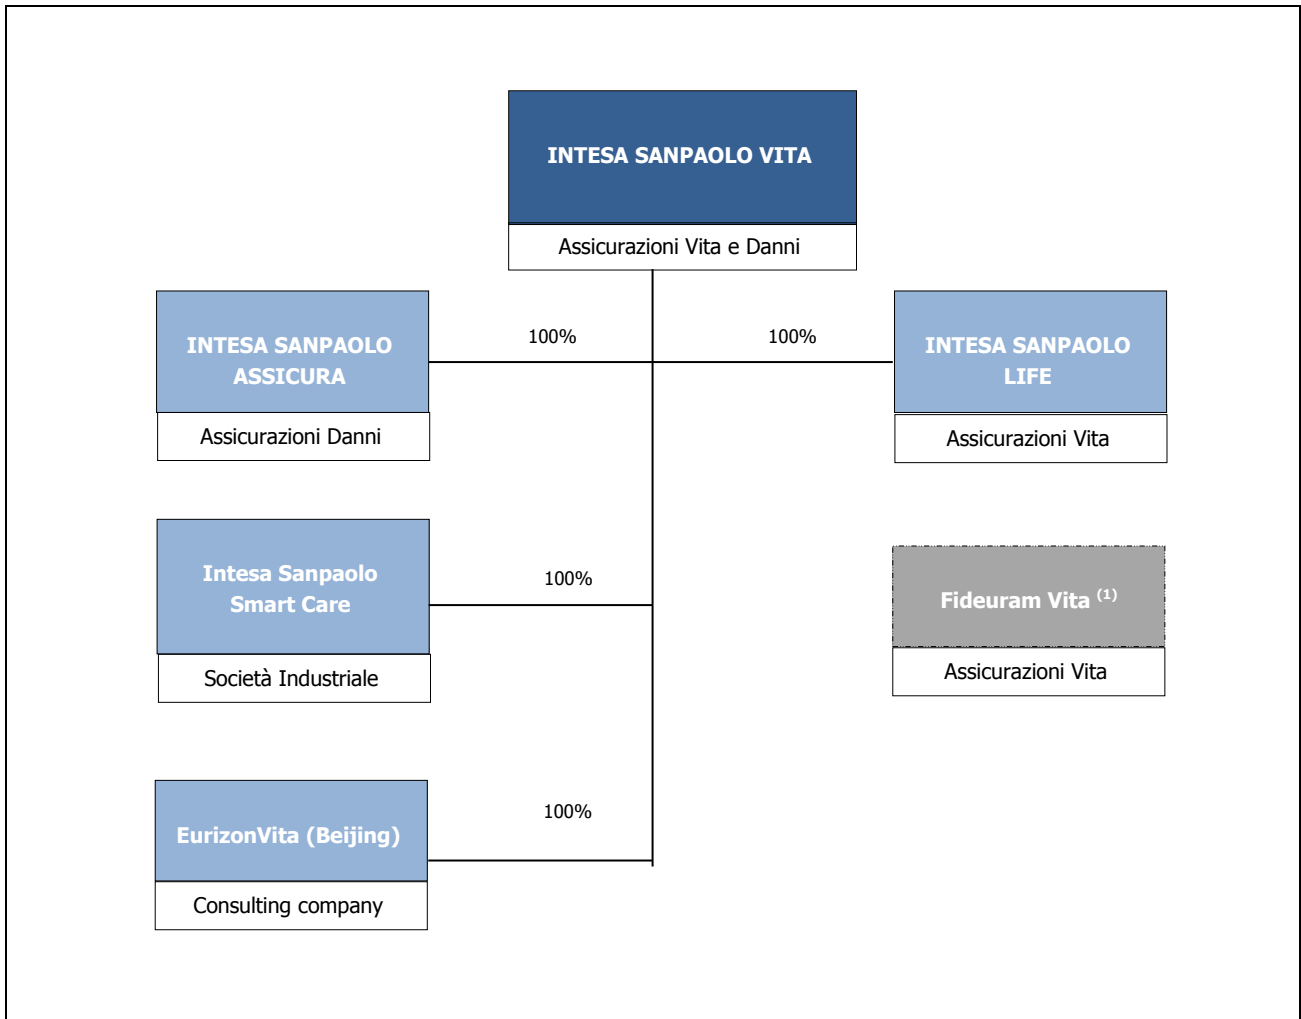 INTESA SANPAOLO VITA
Assicurazioni Vita e Danni
100%
100%
INTESA SANPAOLO
ASSICURA
Assicurazioni Danni
INTESA SANPAOLO
LIFE
Assicurazioni Vita
Intesa Sanpaolo
Smart Care
Società Industriale
100%
Fideuram Vita (1)
Assicurazioni Vita
EurizonVita (Beijing)
Consulting company
100%